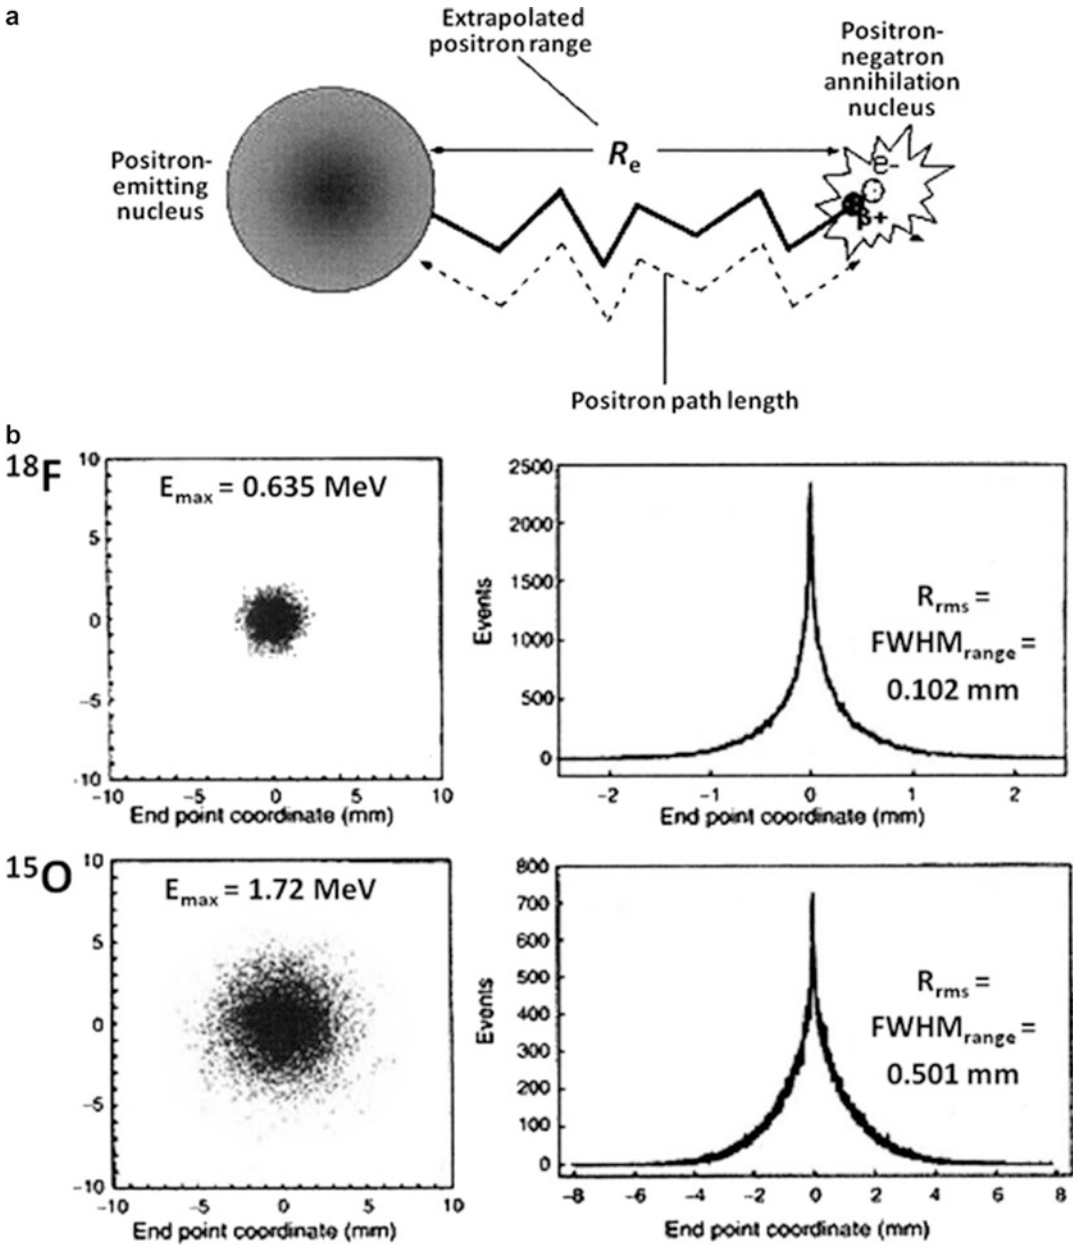 a
Extrapolated
positron range
Positron-
negatron
annihilation
nucleus
Positron-
emitting
nucleus
Re
e-
β+
Positron path length
b
18F
10
5
0
-5
-10
Emax = 0.635 MeV
-10 -5 0 5 10
End point coordinate (mm)
2500
2000
1500
1000
500
0
Events
Rrms =
FWHMrange =
0.102 mm
-2 -1 0 1 2
End point coordinate (mm)
15O
10
5
0
-5
-10
Emax = 1.72 MeV
-10 -5 0 5 10
End point coordinate (mm)
800
700
600
500
400
300
200
100
0
Events
Rrms =
FWHMrange =
0.501 mm
-8 -6 -4 -2 0 2 4 6 8
End point coordinate (mm)